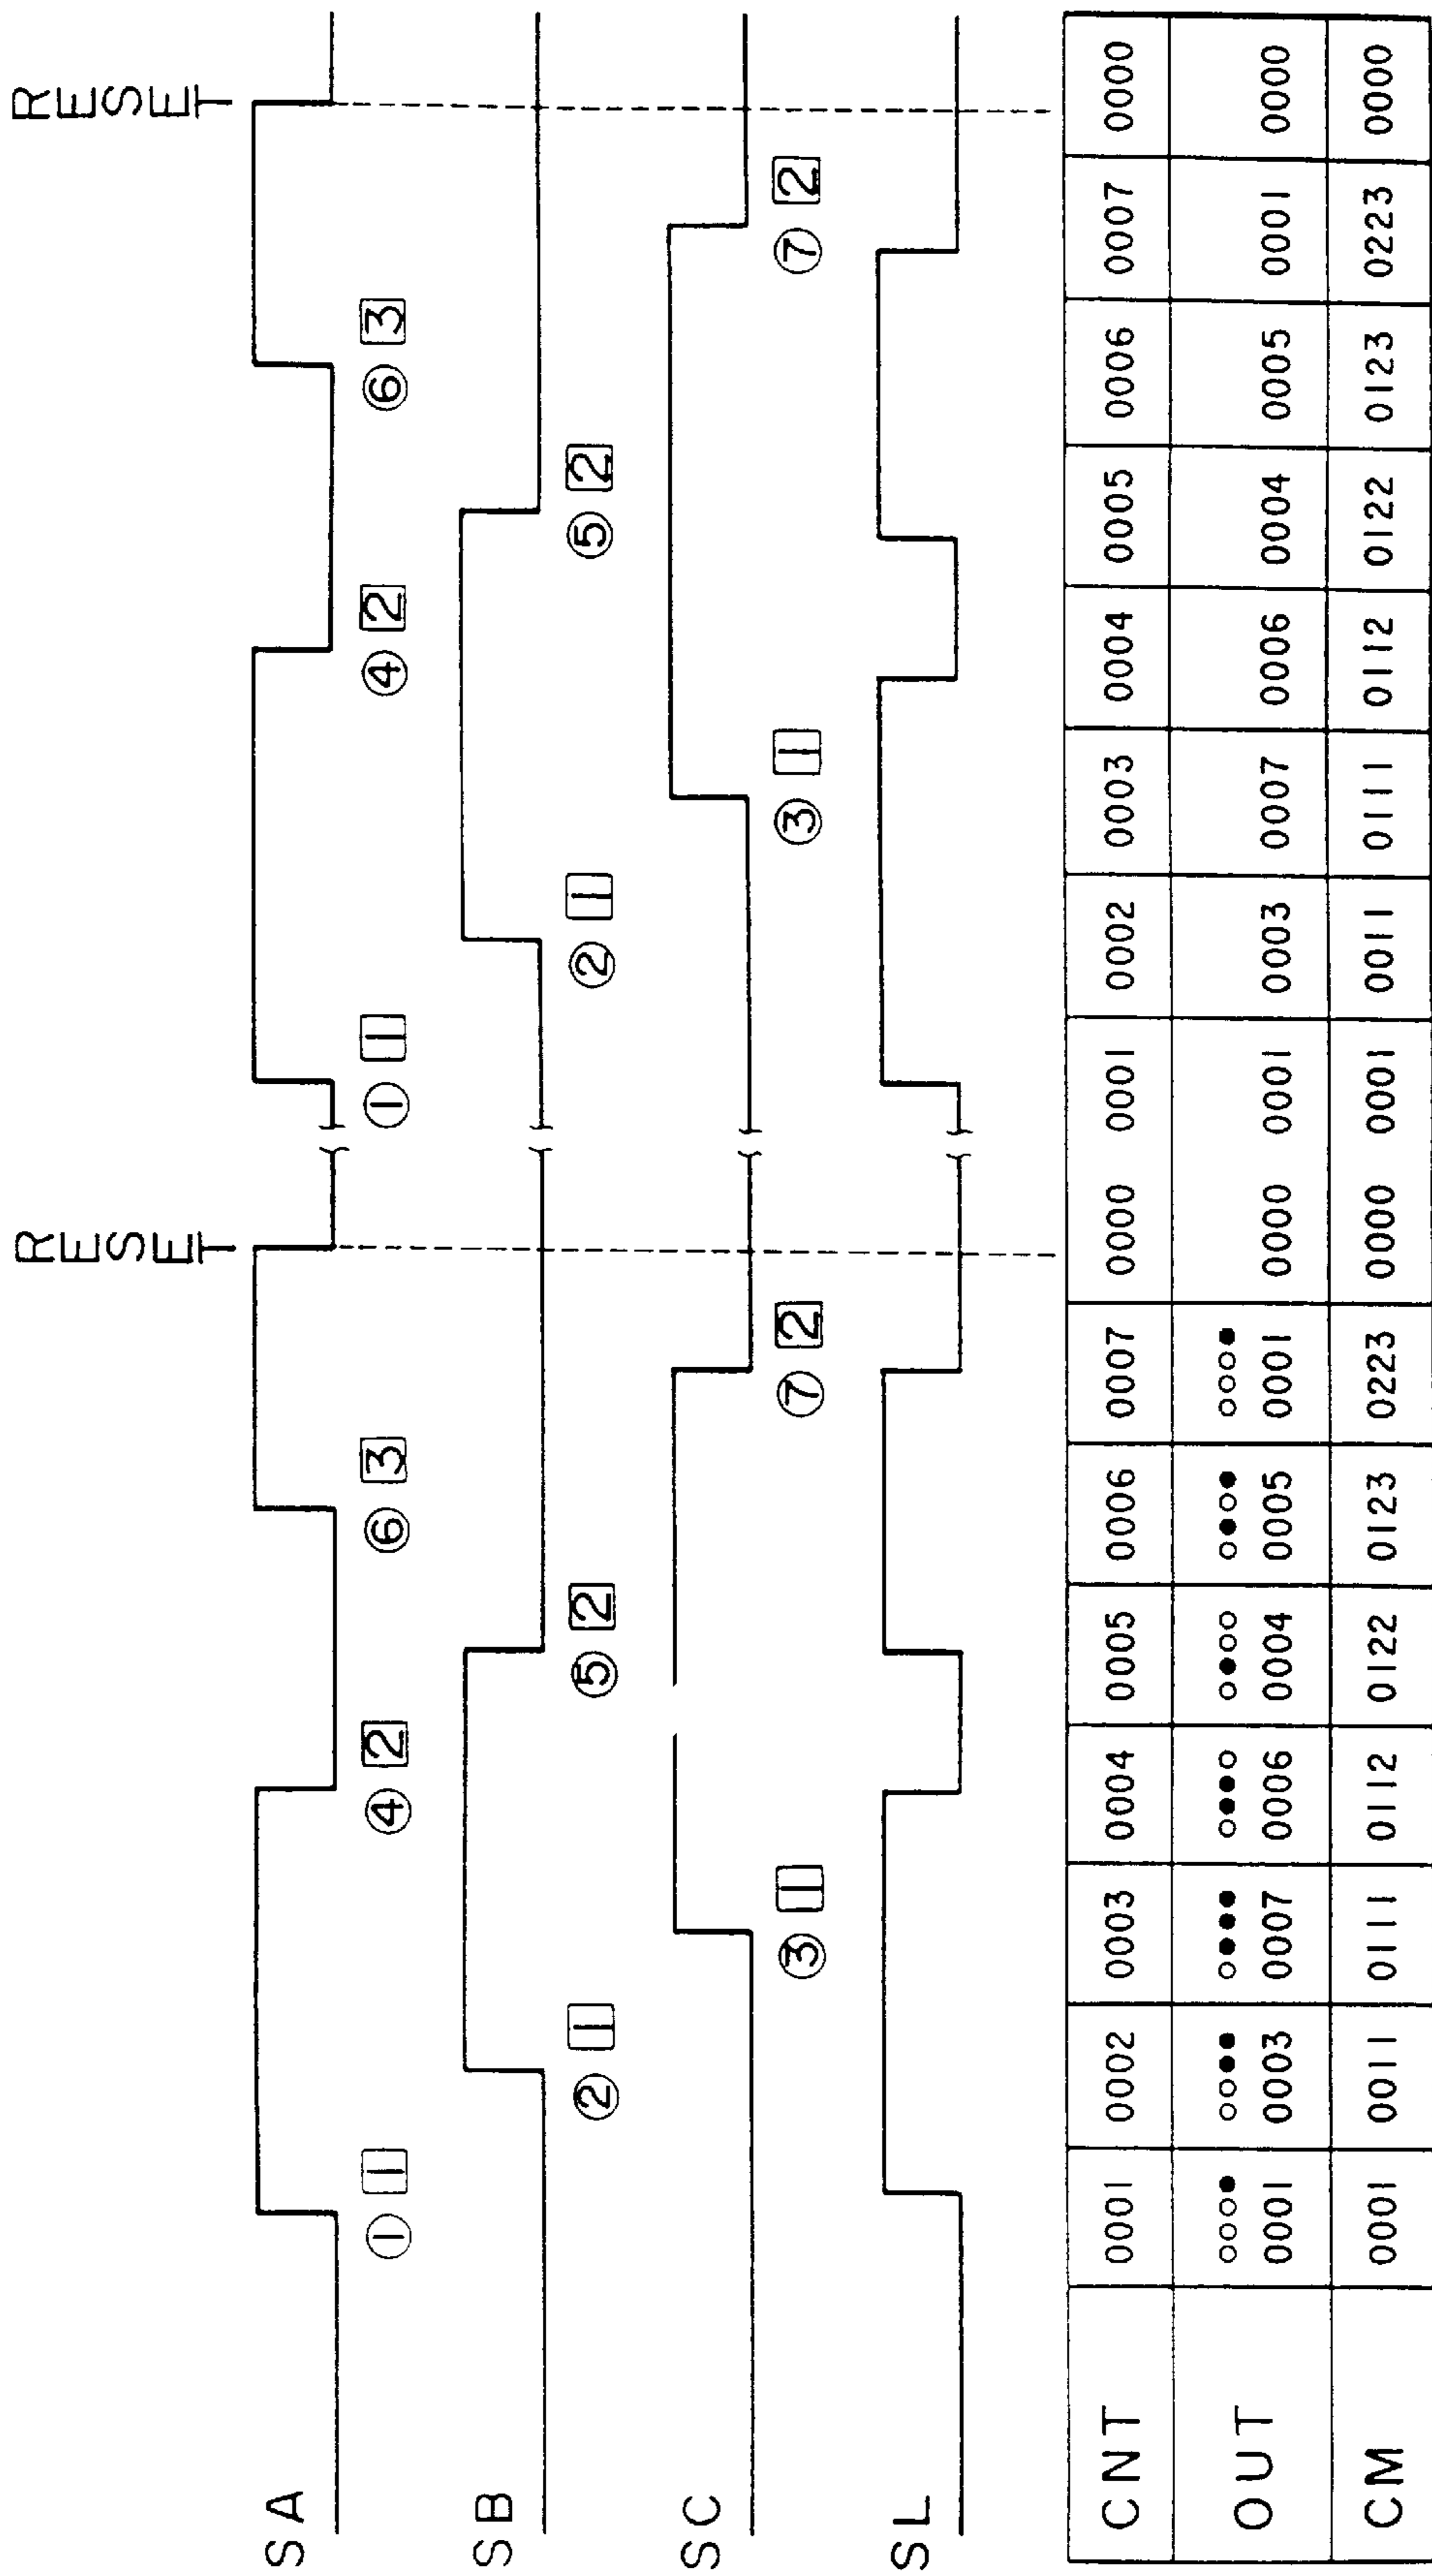 RESET RESET
SA ① 1 ④ 2 ⑥ 3 ① 1 ④ 2 ⑥ 3
SB ② 1 ⑤ 2 ② 1 ⑤ 2
SC ③ 1 ⑦ 2 ③ 1 ⑦ 2
SL
CNT 0001 0002 0003 0004 0005 0006 0007 0000 0001 0002 0003 0004 0005 0006 0007 0000
○○○● ○○●● ○●●● ○●●○ ○●○○ ○●○● ○○○●
OUT 0001 0003 0007 0006 0004 0005 0001 0000 0001 0003 0007 0006 0004 0005 0001 0000
CM 0001 0011 0111 0112 0122 0123 0223 0000 0001 0011 0111 0112 0122 0123 0223 0000